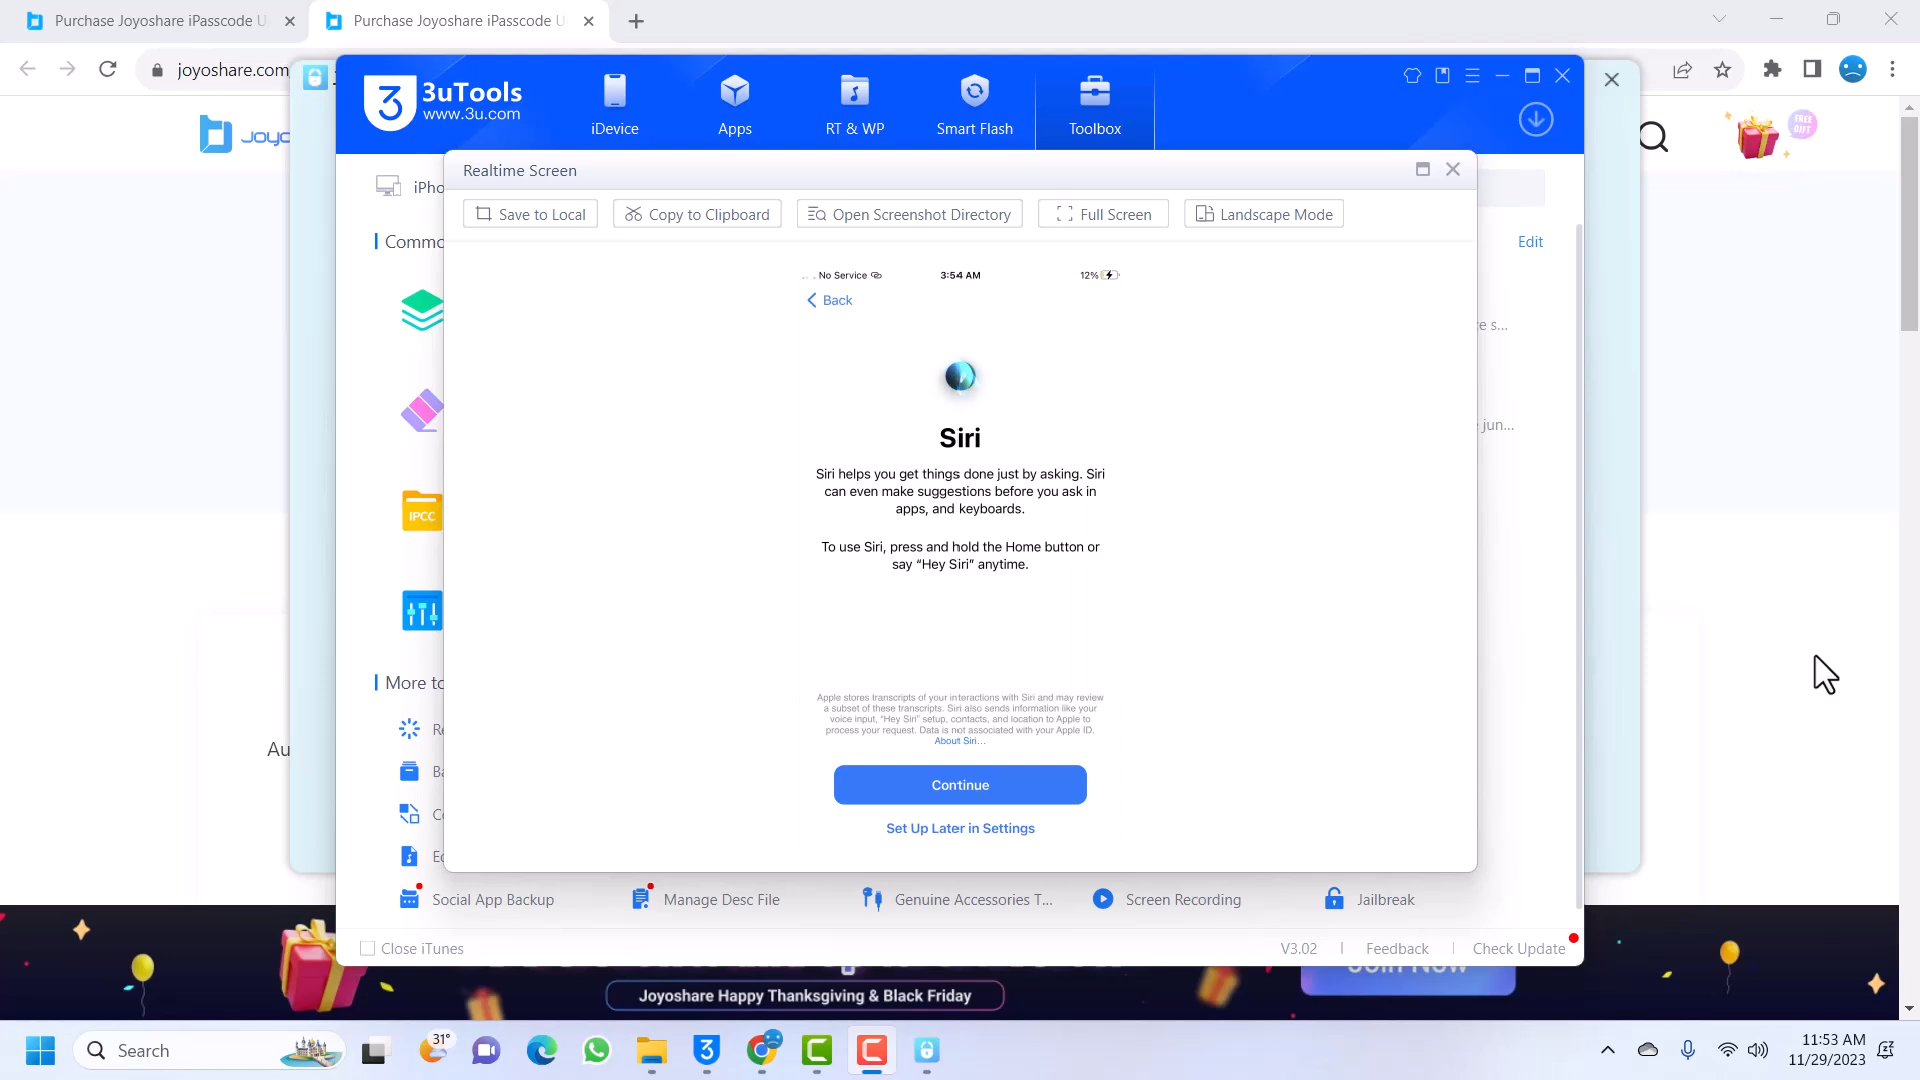 Purchase Joyoshare iPasscode U
Purchase Joyoshare iPasscode U
joyoshare.com
3uTools
www.3u.com
iDevice
Apps
RT & WP
Smart Flash
Toolbox
FREE GIFT
Realtime Screen
iPho
Save to Local
Copy to Clipboard
Open Screenshot Directory
Full Screen
Landscape Mode
Commo
Edit
No Service
3:54 AM
12%
Back
Siri
Siri helps you get things done just by asking. Siri
can even make suggestions before you ask in
apps, and keyboards.
To use Siri, press and hold the Home button or
say “Hey Siri” anytime.
IPCC
More to
Apple stores transcripts of your interactions with Siri and may review
a subset of these transcripts. Siri also sends information like your
voice input, “Hey Siri” setup, contacts, and location to Apple to
process your request. Data is not associated with your Apple ID.
About Siri...
Continue
Set Up Later in Settings
Au
Social App Backup
Manage Desc File
Genuine Accessories T...
Screen Recording
Jailbreak
Close iTunes
V3.02
Feedback
Check Update
Join Now
Joyoshare Happy Thanksgiving & Black Friday
Search
31°
11:53 AM
11/29/2023